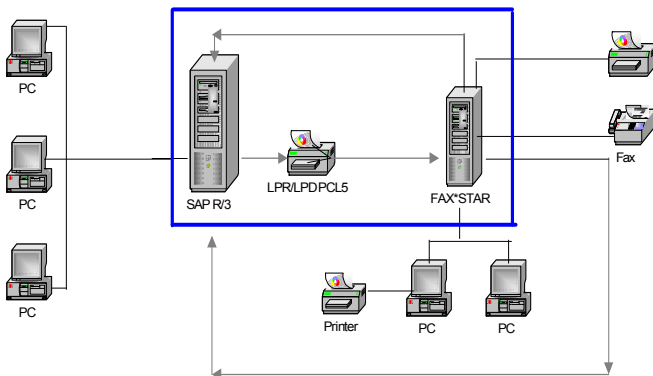 PC
PC
PC
SAP R/3
LPR/LPD PCL5
FAX*STAR
Fax
Printer
PC
PC